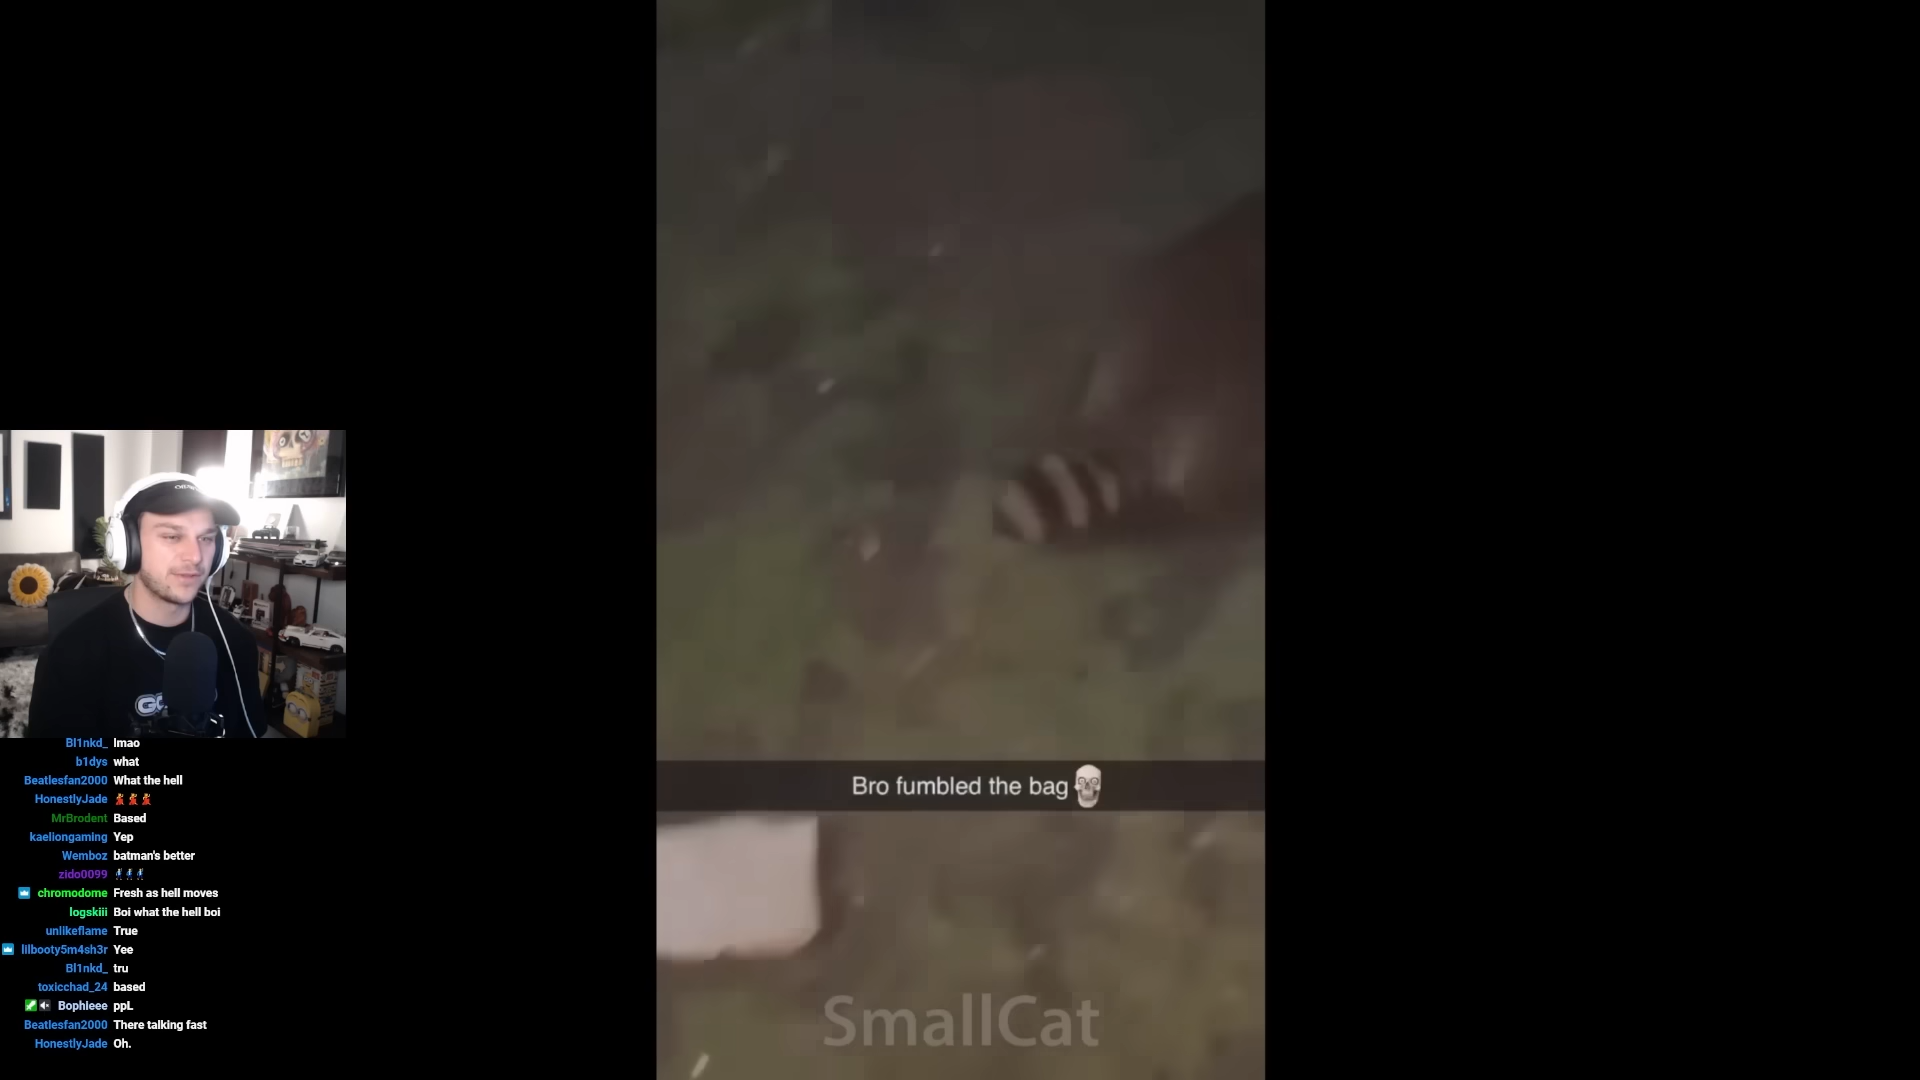 Bro fumbled the bag💀
SmallCat
Bl1nkd_ lmao
b1dys what
Beatlesfan2000 What the hell
HonestlyJade 💃💃💃
MrBrodent Based
kaeliongaming Yep
Wemboz batman's better
zido0099
chromodome Fresh as hell moves
logskiii Boi what the hell boi
unlikeflame True
lilbooty5m4sh3r Yee
Bl1nkd_ tru
toxicchad_24 based
Bophieee ppL
Beatlesfan2000 There talking fast
HonestlyJade Oh.